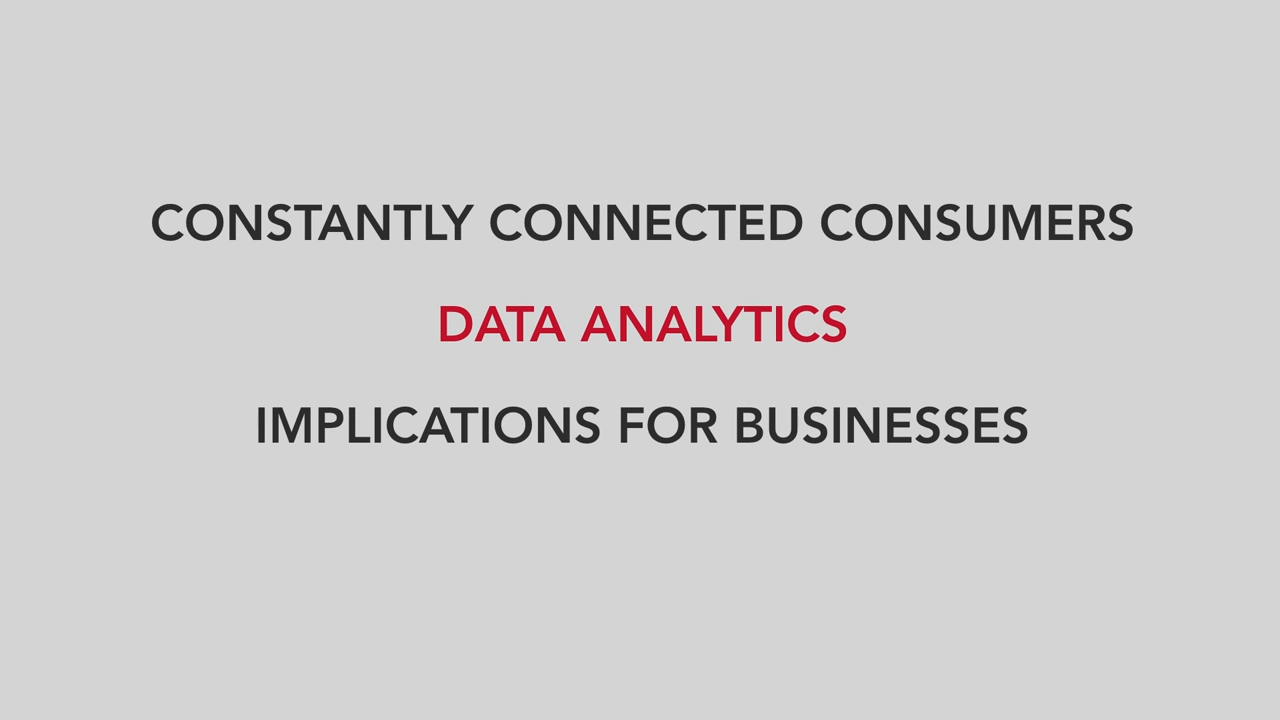 CONSTANTLY CONNECTED CONSUMERS
DATA ANALYTICS
IMPLICATIONS FOR BUSINESSES